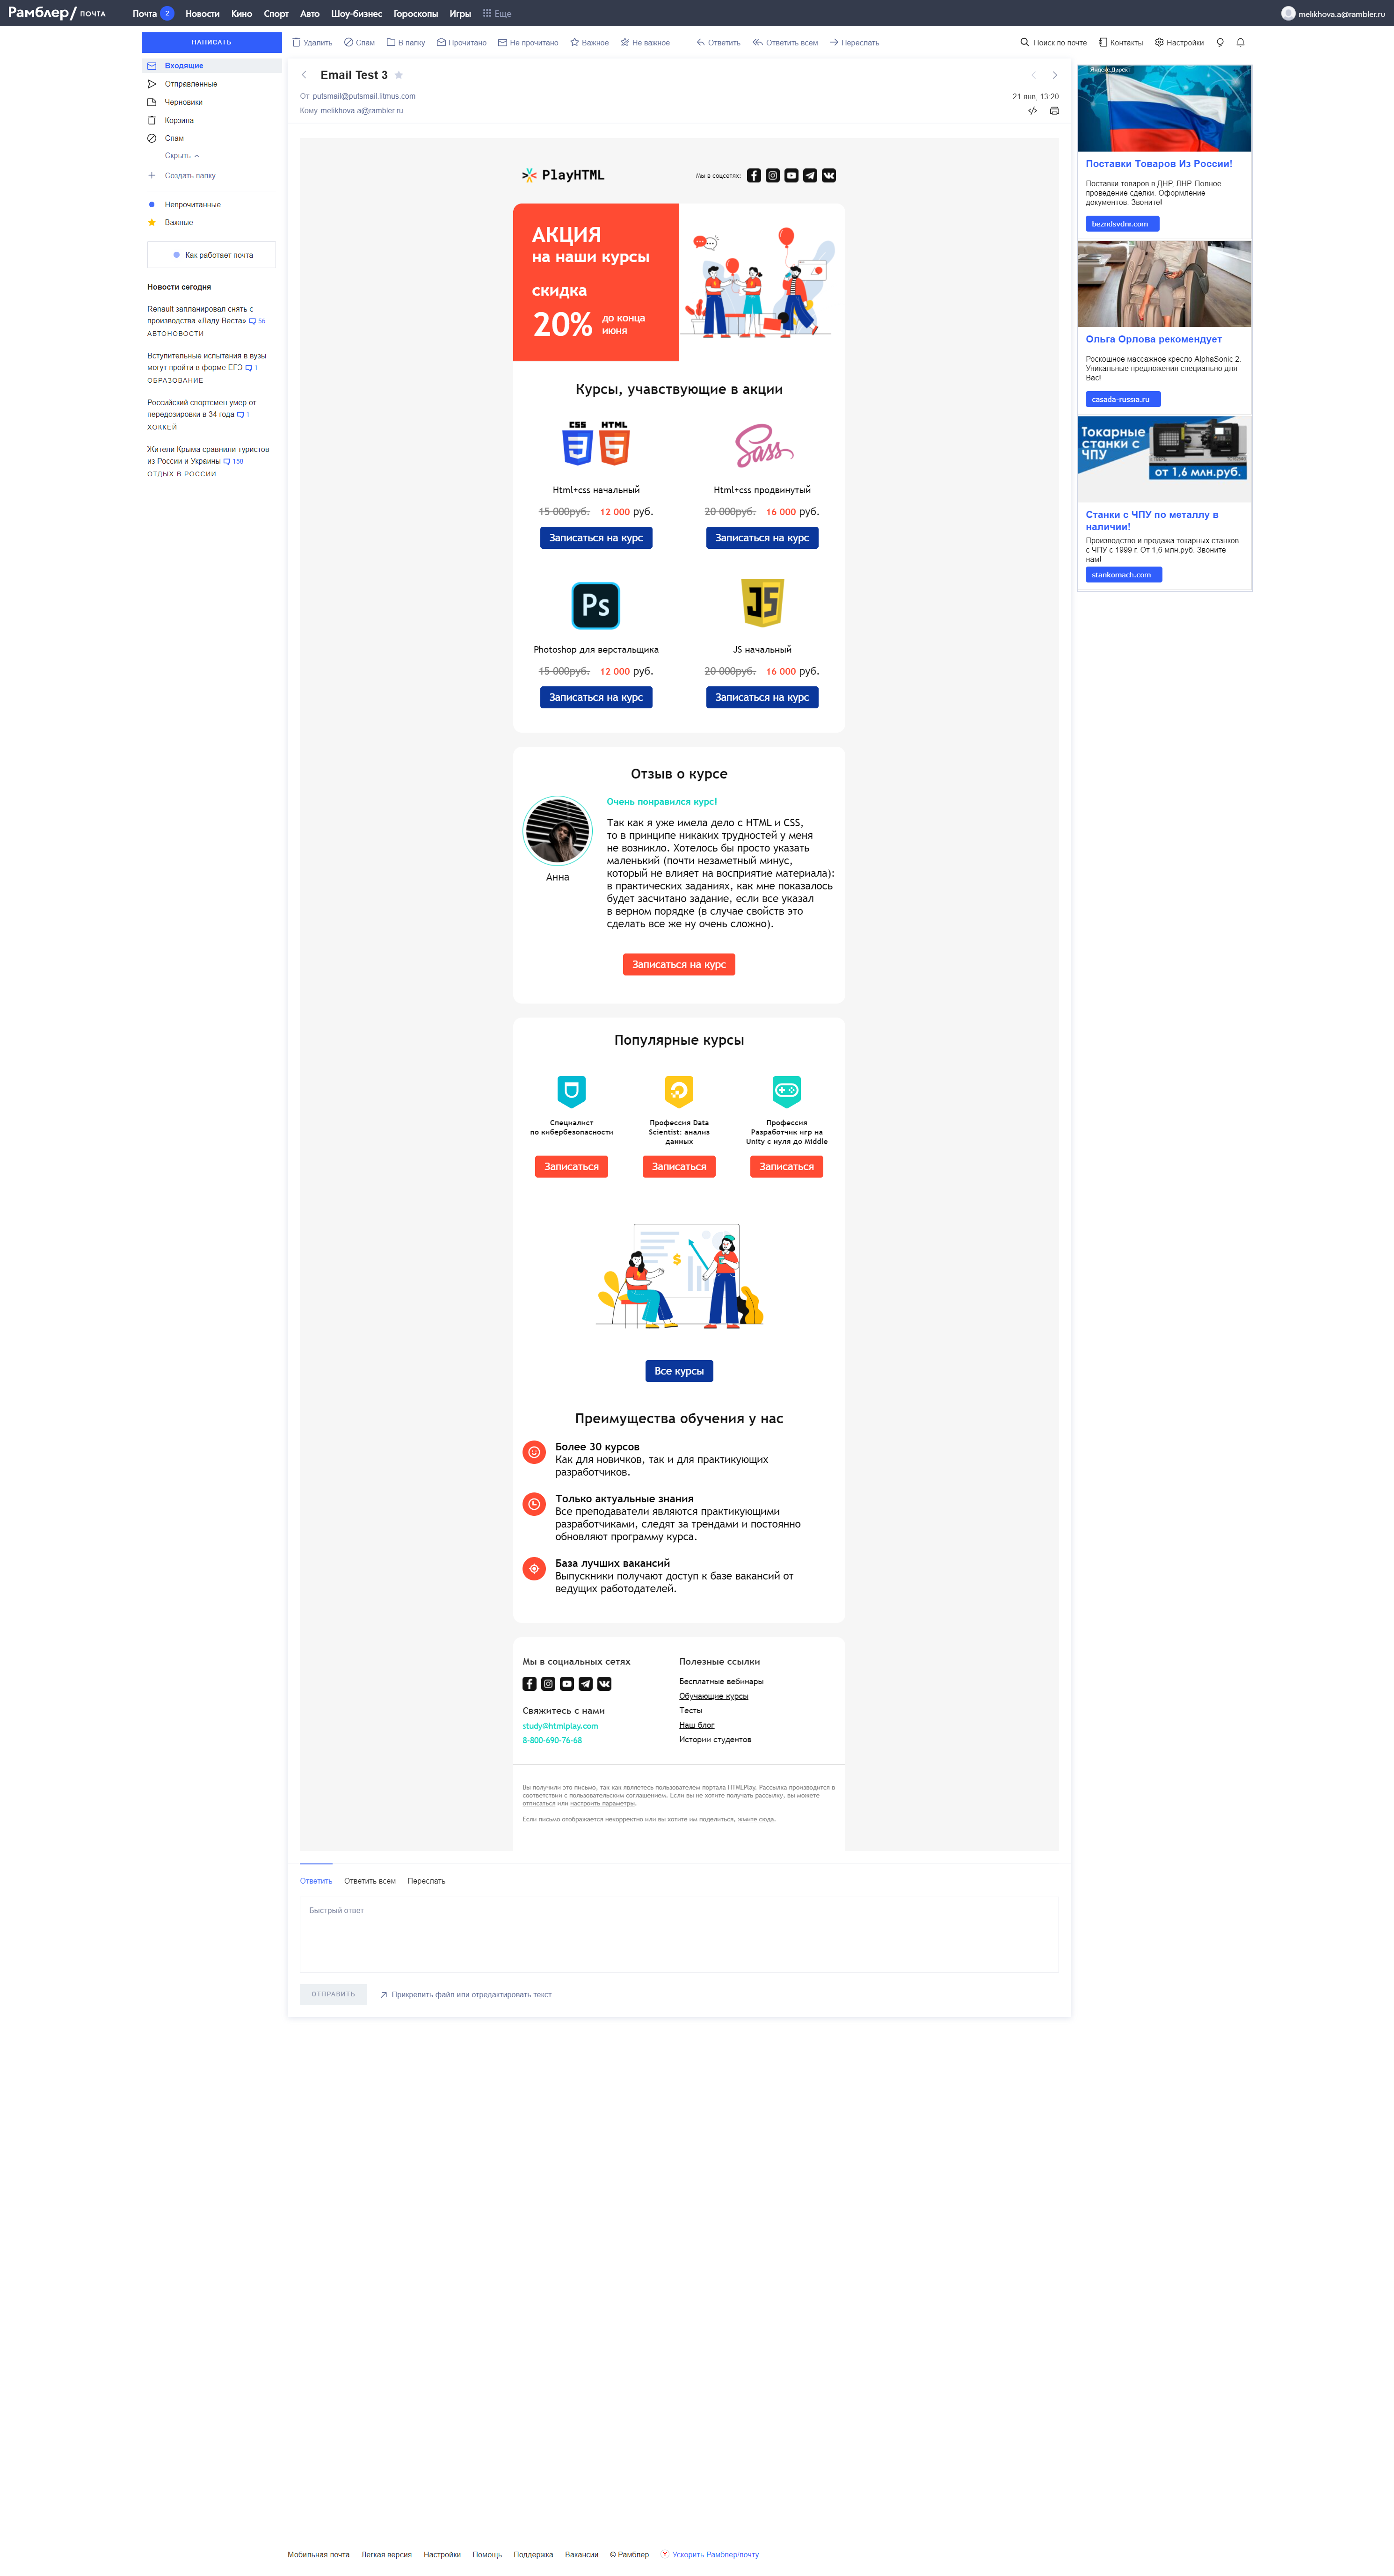 Рамблер/ почта
Почта 2 Новости Кино Спорт Авто Шоу-бизнес Гороскопы Игры Еще
melikhova.a@rambler.ru
НАПИСАТЬ
Удалить Спам В папку Прочитано Не прочитано Важное Не важное Ответить Ответить всем Переслать
Поиск по почте Контакты Настройки
Входящие
Отправленные
Черновики
Корзина
Спам
Скрыть
Создать папку
Непрочитанные
Важные
Как работает почта
Новости сегодня
Renault запланировал снять с
производства «Ладу Веста» 56
АВТОНОВОСТИ
Вступительные испытания в вузы
могут пройти в форме ЕГЭ 1
ОБРАЗОВАНИЕ
Российский спортсмен умер от
передозировки в 34 года 1
ХОККЕЙ
Жители Крыма сравнили туристов
из России и Украины 158
ОТДЫХ В РОССИИ
Email Test 3
От putsmail@putsmail.litmus.com
21 янв, 13:20
Кому melikhova.a@rambler.ru
PlayHTML
Мы в соцсетях:
АКЦИЯ
на наши курсы
скидка
20% до конца
июня
Курсы, учавствующие в акции
CSS HTML
3 5
Sass
Html+css начальный
Html+css продвинутый
15 000руб. 12 000 руб.
20 000руб. 16 000 руб.
Записаться на курс
Записаться на курс
Ps
JS
Photoshop для верстальщика
JS начальный
15 000руб. 12 000 руб.
20 000руб. 16 000 руб.
Записаться на курс
Записаться на курс
Отзыв о курсе
Очень понравился курс!
Так как я уже имела дело с HTML и CSS,
то в принципе никаких трудностей у меня
не возникло. Хотелось бы просто указать
маленький (почти незаметный минус,
который не влияет на восприятие материала):
в практических заданиях, как мне показалось
будет засчитано задание, если все указал
в верном порядке (в случае свойств это
сделать все же ну очень сложно).
Анна
Записаться на курс
Популярные курсы
Специалист
по кибербезопасности
Профессия Data
Scientist: анализ
данных
Профессия
Разработчик игр на
Unity с нуля до Middle
Записаться
Записаться
Записаться
$
Все курсы
Преимущества обучения у нас
Более 30 курсов
Как для новичков, так и для практикующих
разработчиков.
Только актуальные знания
Все преподаватели являются практикующими
разработчиками, следят за трендами и постоянно
обновляют программу курса.
База лучших вакансий
Выпускники получают доступ к базе вакансий от
ведущих работодателей.
Мы в социальных сетях
Свяжитесь с нами
study@htmlplay.com
8-800-690-76-68
Полезные ссылки
Бесплатные вебинары
Обучающие курсы
Тесты
Наш блог
Истории студентов
Вы получили это письмо, так как являетесь пользователем портала HTMLPlay. Рассылка производится в
соответствии с пользовательским соглашением. Если вы не хотите получать рассылку, вы можете
отписаться или настроить параметры.
Если письмо отображается некорректно или вы хотите им поделиться, жмите сюда.
Ответить Ответить всем Переслать
Быстрый ответ
ОТПРАВИТЬ
Прикрепить файл или отредактировать текст
Яндекс.Директ
Поставки Товаров Из России!
Поставки товаров в ДНР, ЛНР. Полное
проведение сделки. Оформление
документов. Звоните!
bezndsvdnr.com
Ольга Орлова рекомендует
Роскошное массажное кресло AlphaSonic 2.
Уникальные предложения специально для
Вас!
casada-russia.ru
Токарные
станки с
ЧПУ
от 1,6 млн.руб.
Станки с ЧПУ по металлу в
наличии!
Производство и продажа токарных станков
с ЧПУ с 1999 г. От 1,6 млн.руб. Звоните
нам!
stankomach.com
Мобильная почта Легкая версия Настройки Помощь Поддержка Вакансии © Рамблер Ускорить Рамблер/почту